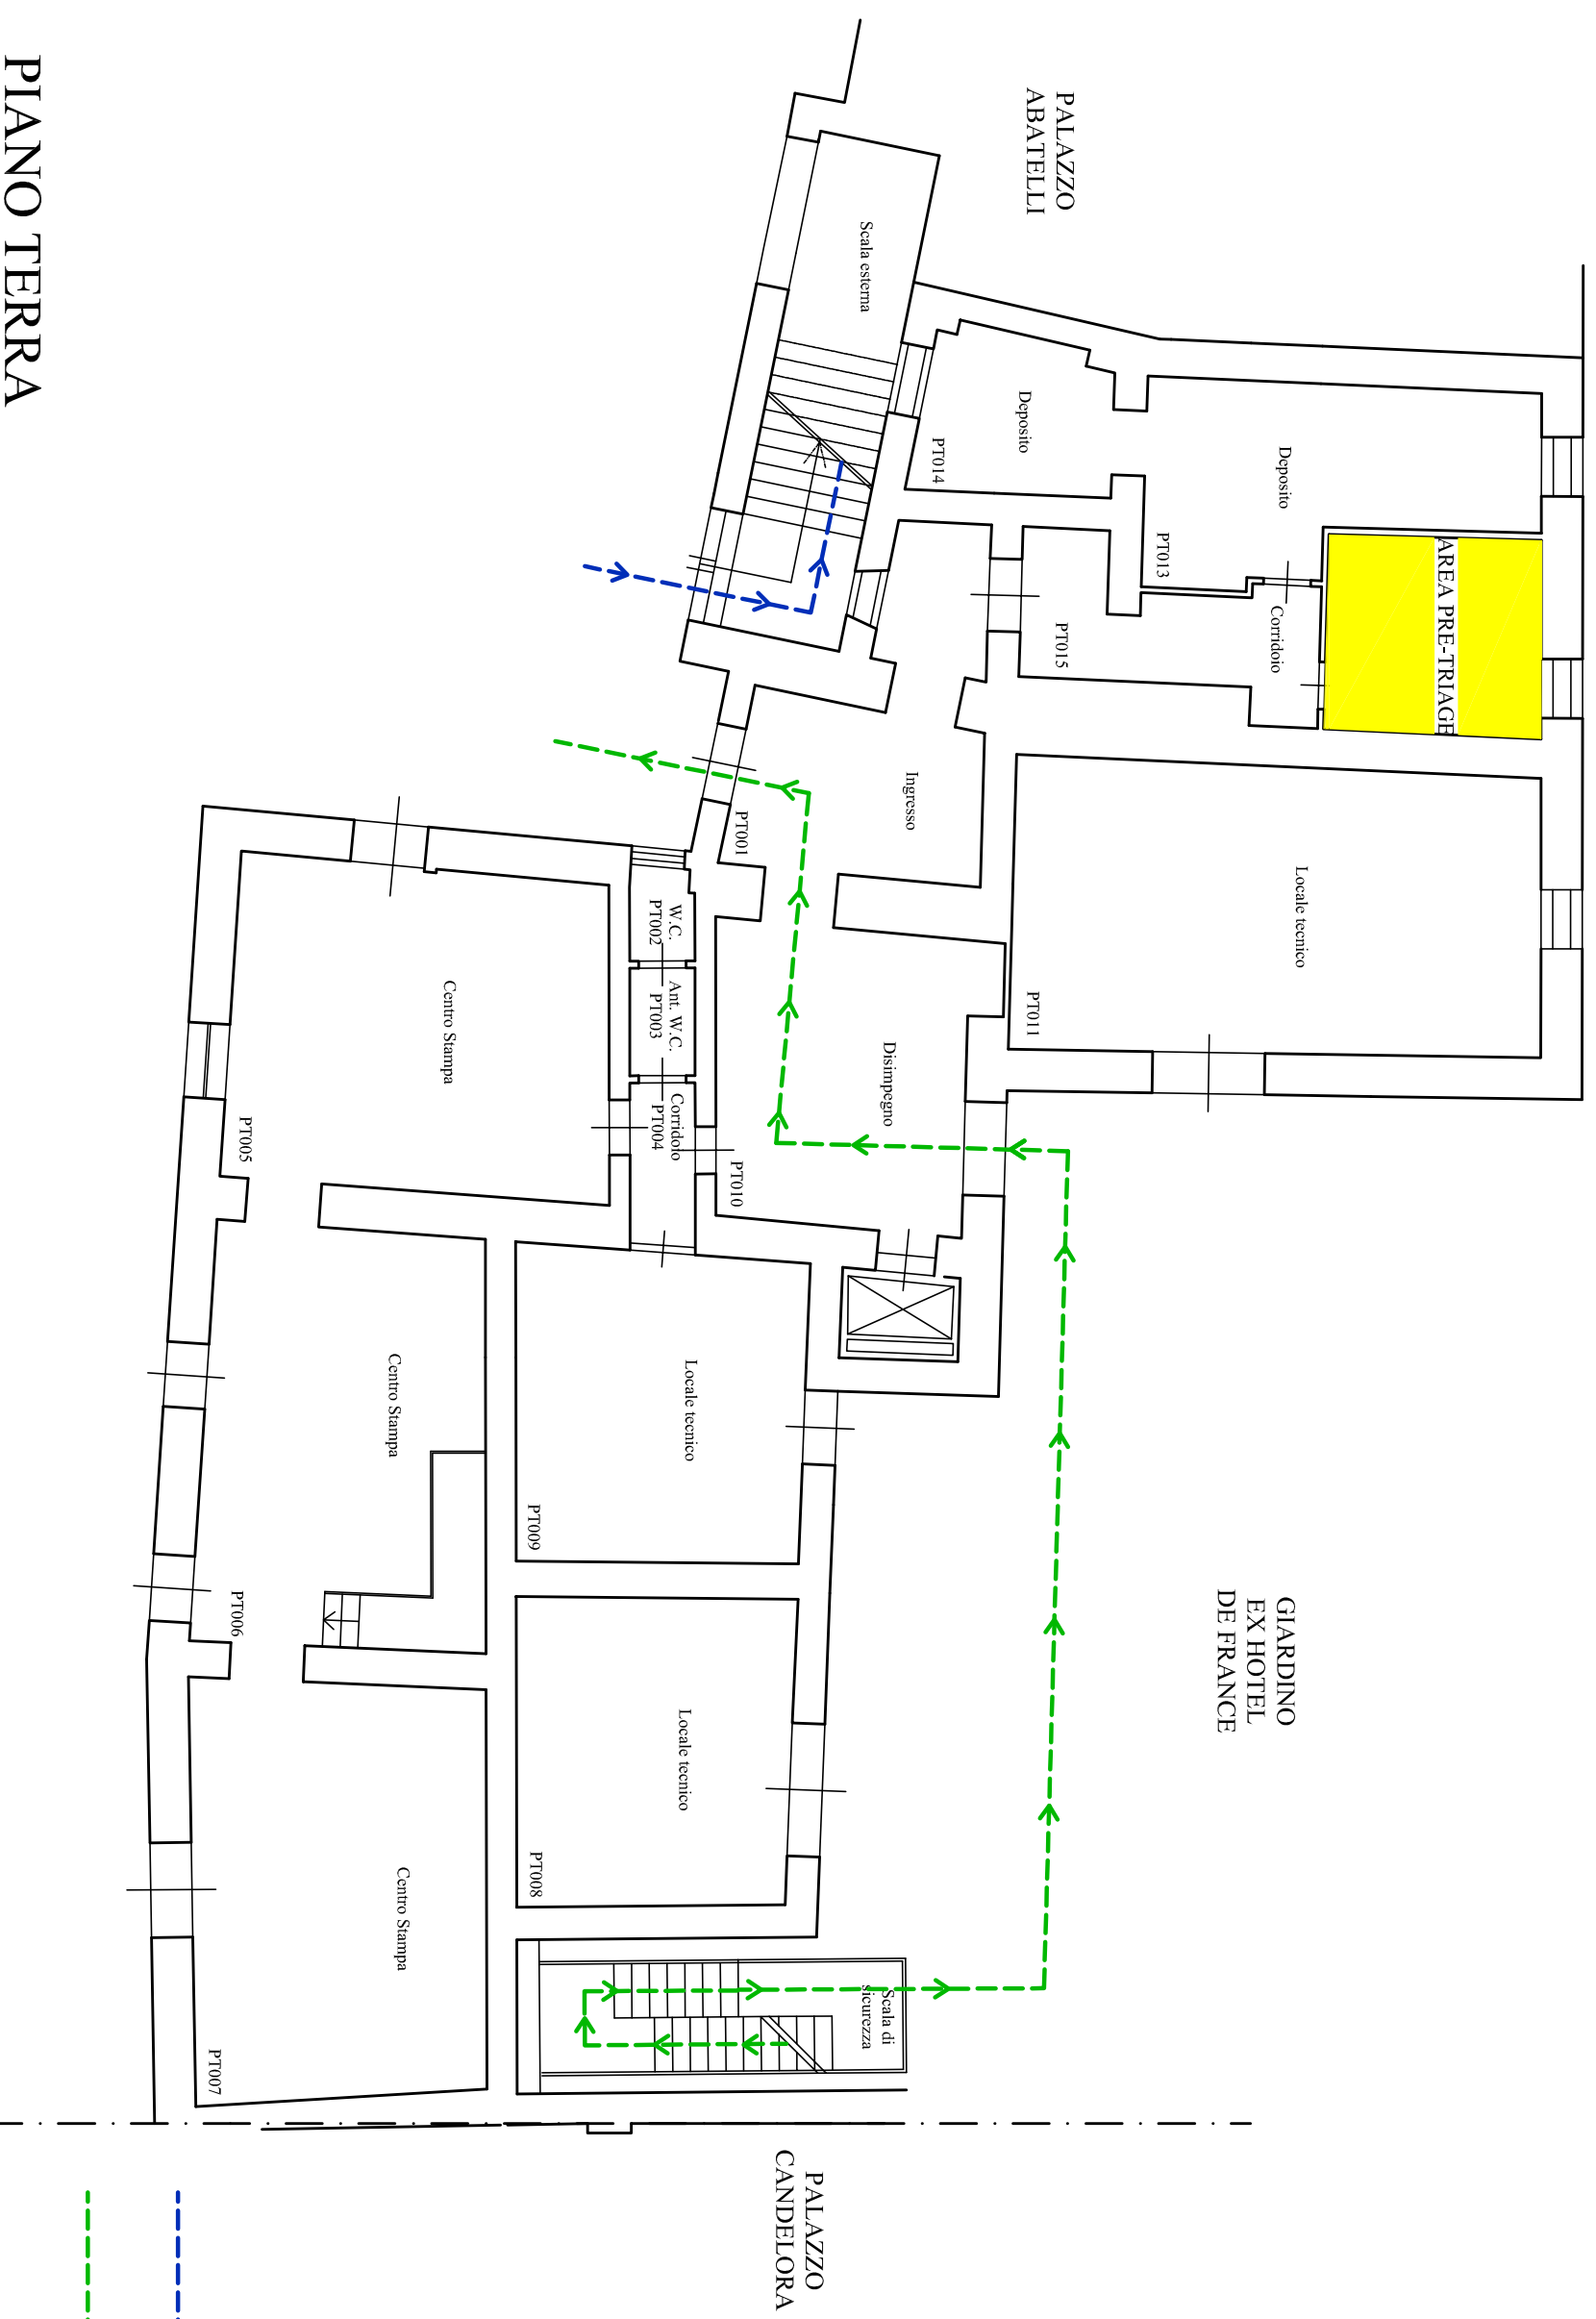 PIANO TERRA
PALAZZO
ABATELLI
Scala esterna
Deposito
PT014
Deposito
PT013
AREA PRE-TRIAGE
Corridoio
PT015
Ingresso
PT001
Locale tecnico
PT011
W.C.
PT002
Ant. W.C.
PT003
Corridoio
PT004
Disimpegno
PT010
Centro Stampa
PT005
Centro Stampa
PT006
Locale tecnico
PT009
Locale tecnico
PT008
GIARDINO
EX HOTEL
DE FRANCE
Centro Stampa
PT007
Scala di
sicurezza
PALAZZO
CANDELORA